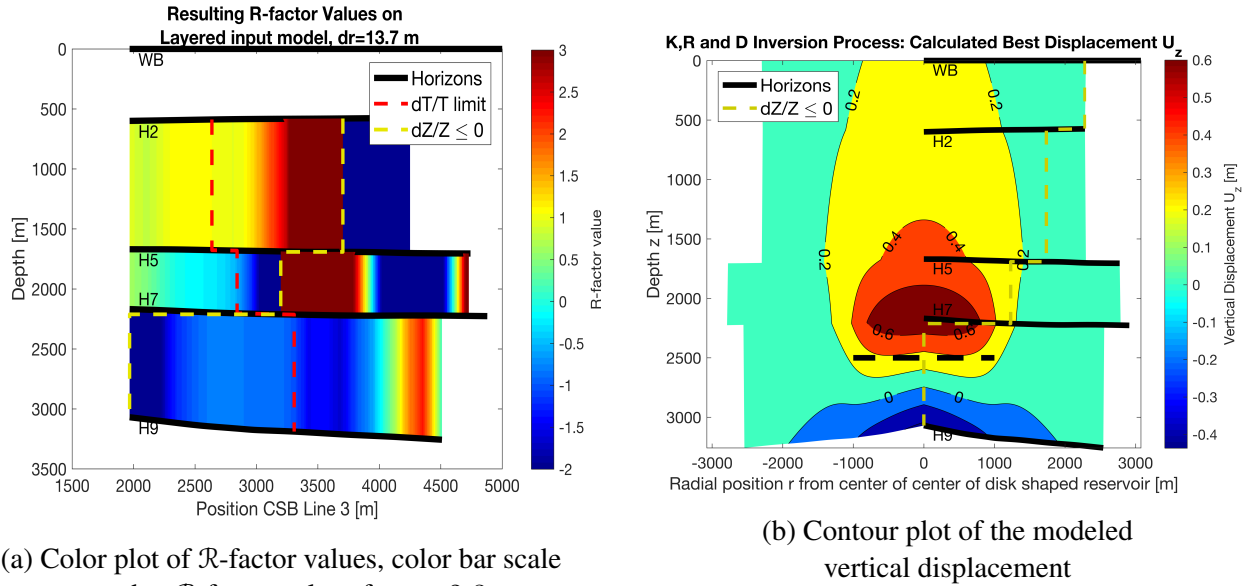 Resulting R-factor Values on
Layered input model, dr=13.7 m
0
500
1000
1500
2000
2500
3000
3500
Depth [m]
WB
H2
H5
H7
H9
Horizons
dT/T limit
dZ/Z ≤ 0
1500 2000 2500 3000 3500 4000 4500 5000
Position CSB Line 3 [m]
3
2.5
2
1.5
1
0.5
0
-0.5
-1
-1.5
-2
R-factor value
(a) Color plot of ℛ-factor values, color bar scale
K,R and D Inversion Process: Calculated Best Displacement U_z
0
500
1000
1500
2000
2500
3000
Depth z [m]
Horizons
dZ/Z ≤ 0
WB
H2
H5
H7
H9
0.2
0.2
0.4
0.4
0.2
0.2
0.6
0.6
0
0
-3000 -2000 -1000 0 1000 2000 3000
Radial position r from center of center of disk shaped reservoir [m]
0.6
0.5
0.4
0.3
0.2
0.1
0
-0.1
-0.2
-0.3
-0.4
Vertical Displacement U_z [m]
(b) Contour plot of the modeled
vertical displacement